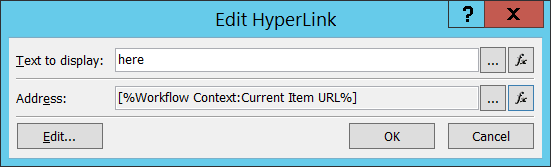 Edit HyperLink ? X
Text to display: here ... fx
Address: [%Workflow Context:Current Item URL%] ... fx
Edit... OK Cancel